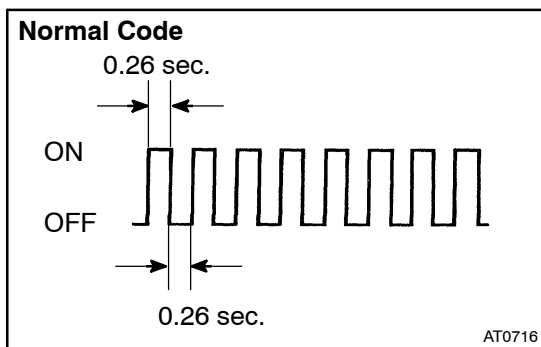 Normal Code
0.26 sec.
ON
OFF
0.26 sec.
AT0716